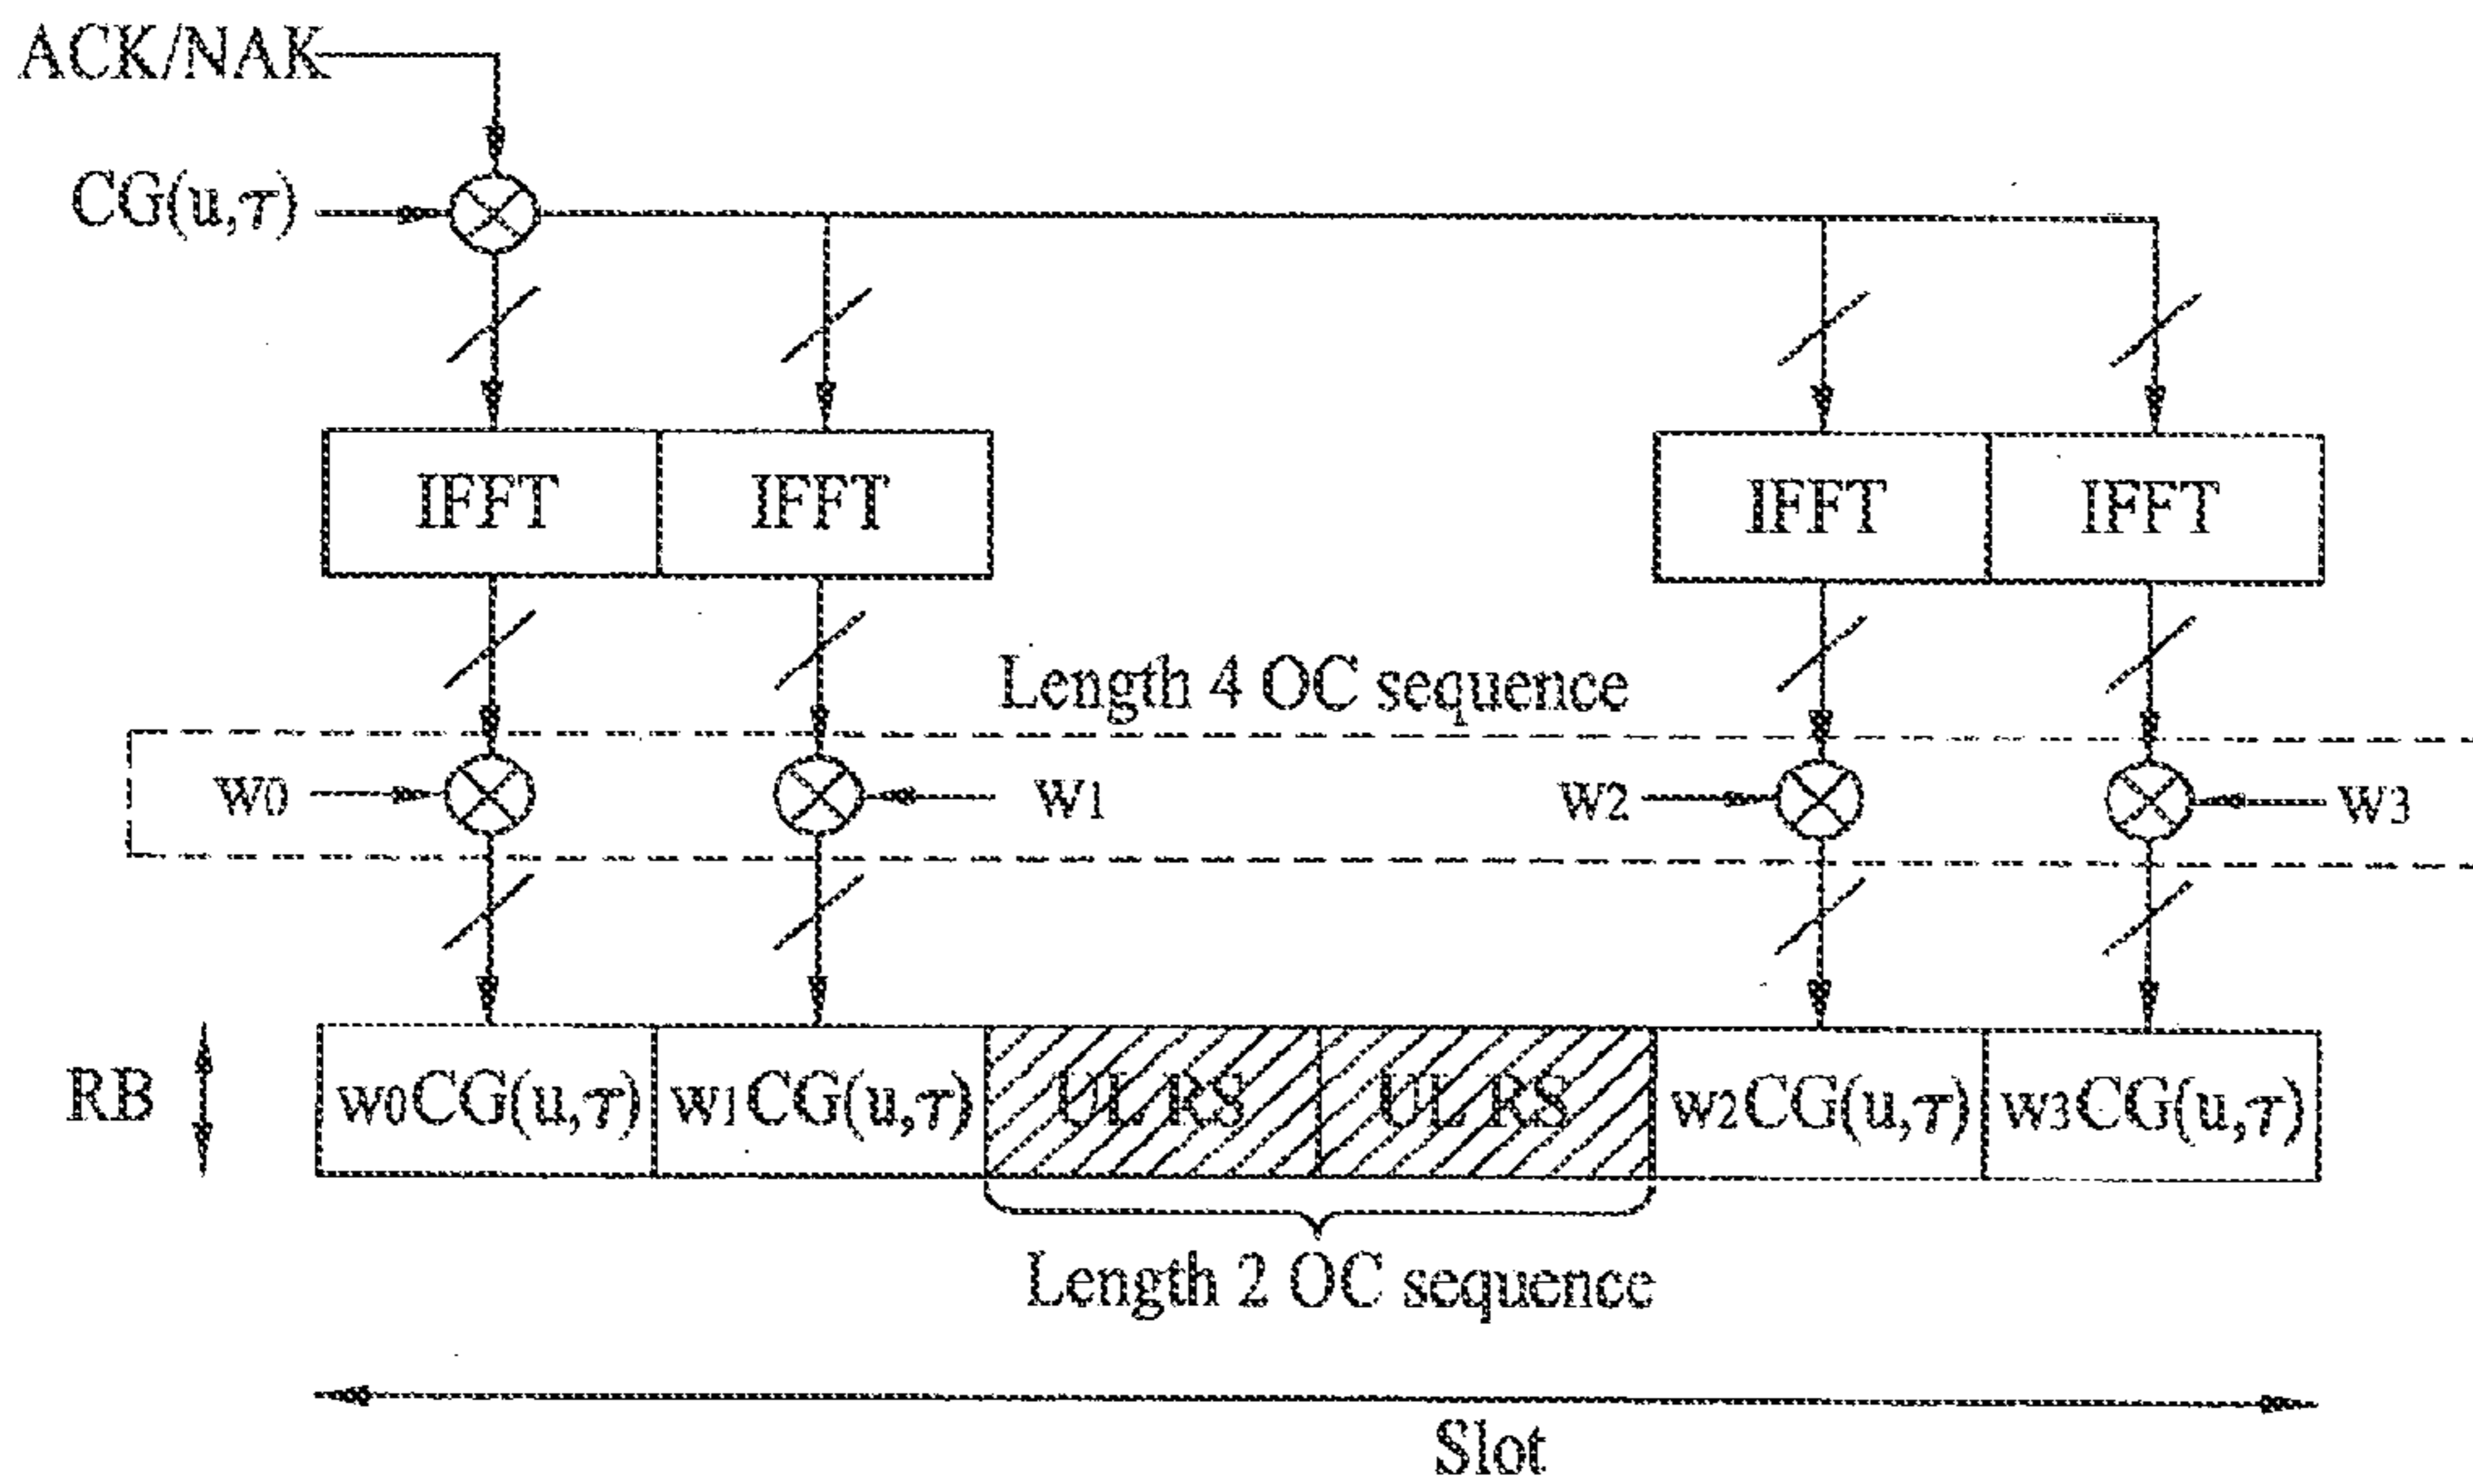 ACK/NAK
CG(u,τ)
IFFT IFFT IFFT IFFT
Length 4 OC sequence
W0 W1 W2 W3
RB
w0CG(u,τ) w1CG(u,τ) UL RS UL RS w2CG(u,τ) w3CG(u,τ)
Length 2 OC sequence
Slot